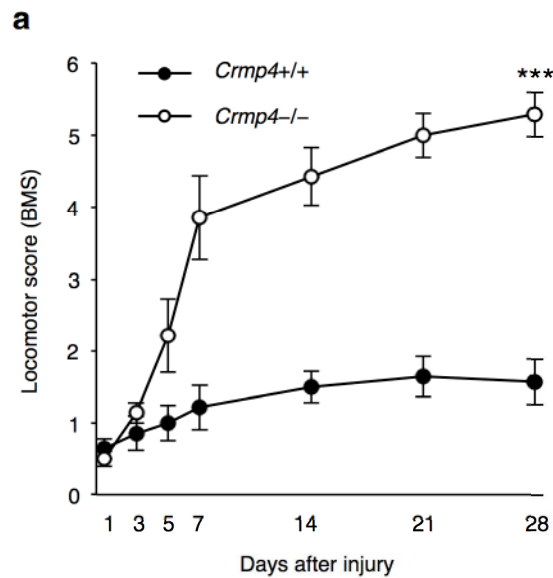 a
6
5
4
3
2
1
0
Crmp4+/+
Crmp4–/–
***
Locomotor score (BMS)
1 3 5 7 14 21 28
Days after injury